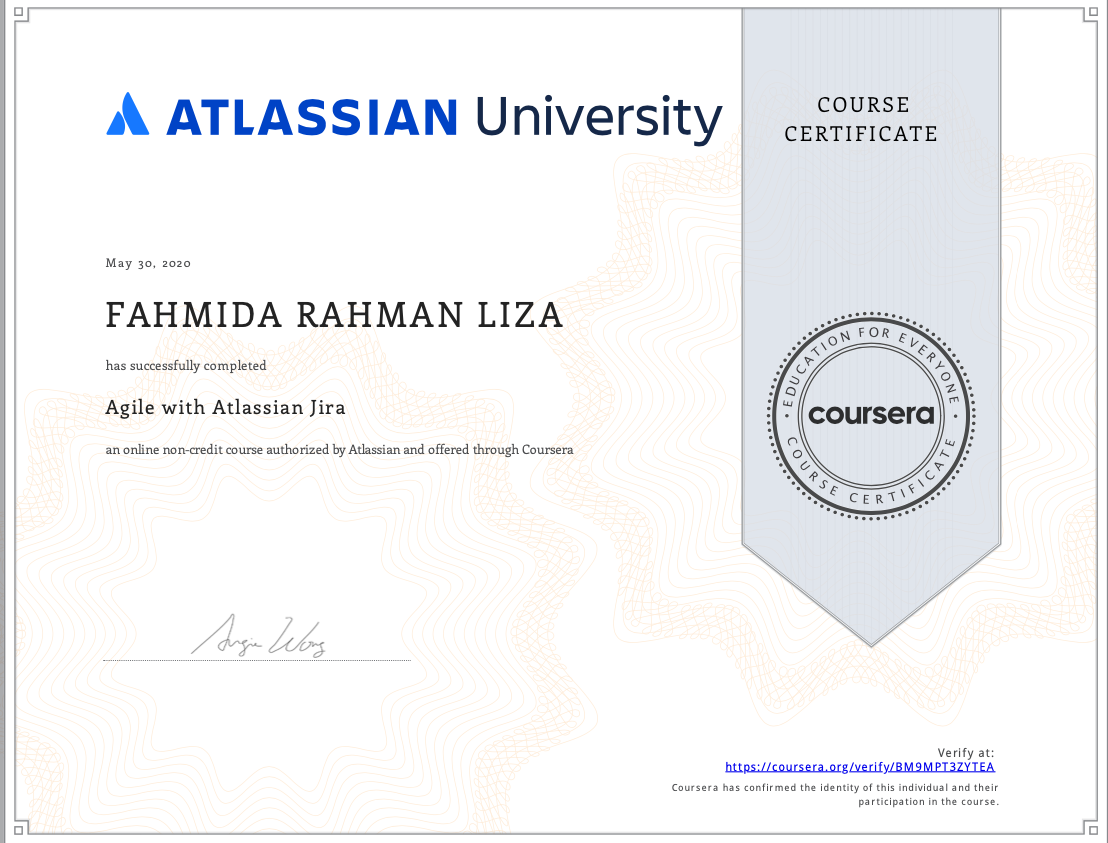 ATLASSIAN University
COURSE
CERTIFICATE
May 30, 2020
FAHMIDA RAHMAN LIZA
has successfully completed
Agile with Atlassian Jira
an online non-credit course authorized by Atlassian and offered through Coursera
EDUCATION FOR EVERYONE
coursera
COURSE CERTIFICATE
Angie Wong
Verify at:
https://coursera.org/verify/BM9MPT3ZYTEA
Coursera has confirmed the identity of this individual and their
participation in the course.